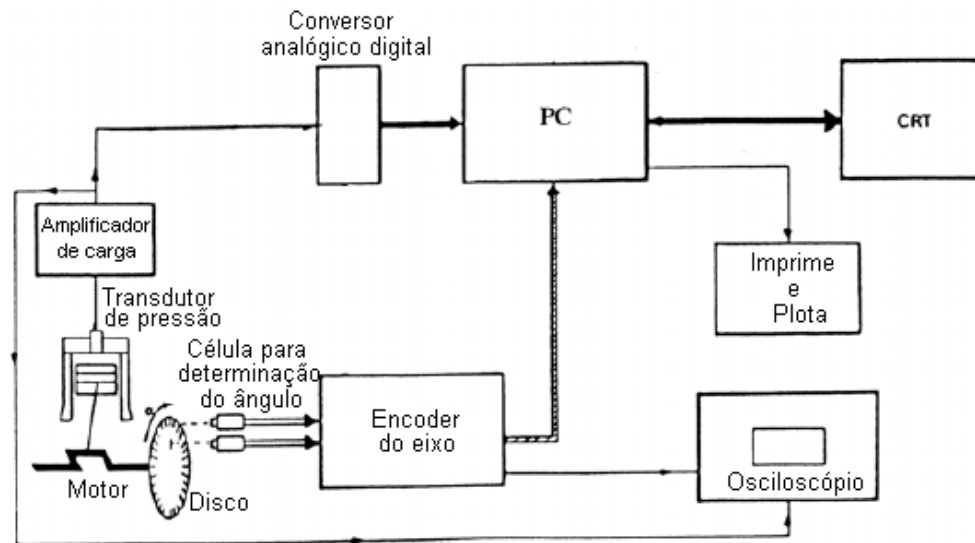 Conversor
analógico digital
PC
CRT
Amplificador
de carga
Imprime
e
Plota
Transdutor
de pressão
Célula para
determinação
do ângulo
Encoder
do eixo
Osciloscópio
Motor
Disco